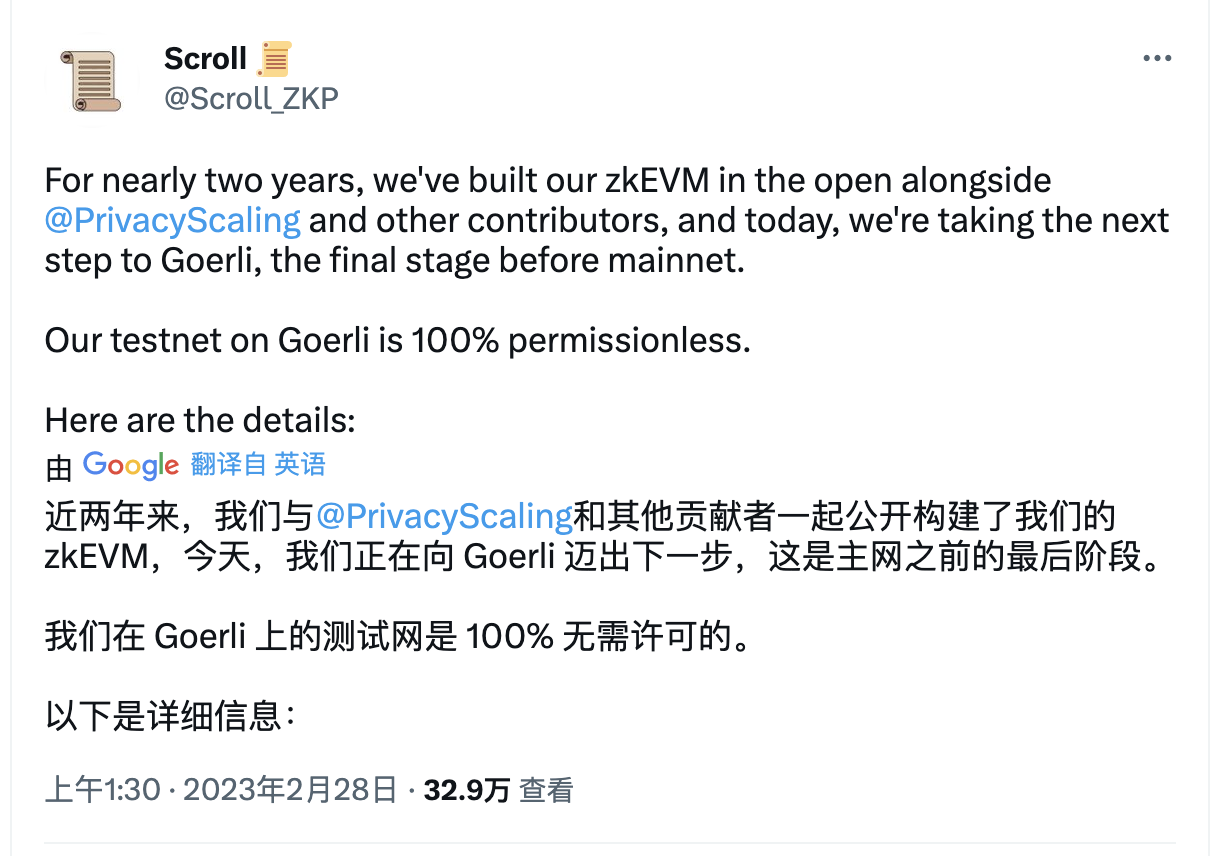 Scroll 📜
@Scroll_ZKP
For nearly two years, we've built our zkEVM in the open alongside
@PrivacyScaling and other contributors, and today, we're taking the next
step to Goerli, the final stage before mainnet.
Our testnet on Goerli is 100% permissionless.
Here are the details:
由 Google 翻译自 英语
近两年来，我们与@PrivacyScaling和其他贡献者一起公开构建了我们的
zkEVM，今天，我们正在向 Goerli 迈出下一步，这是主网之前的最后阶段。
我们在 Goerli 上的测试网是 100% 无需许可的。
以下是详细信息：
上午1:30 · 2023年2月28日 · 32.9万 查看